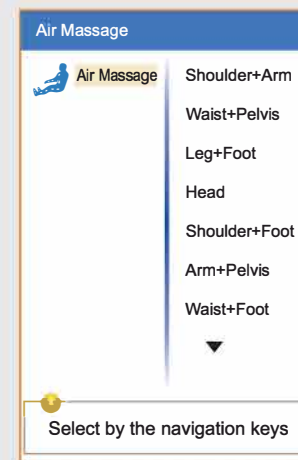 Air Massage
Air Massage
Shoulder+Arm
Waist+Pelvis
Leg+Foot
Head
Shoulder+Foot
Arm+Pelvis
Waist+Foot
Select by the navigation keys